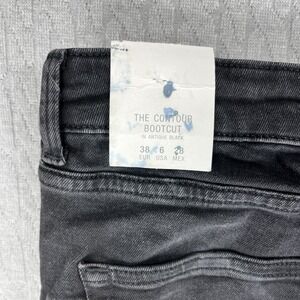 THE CONTOUR
BOOTCUT
IN ANTIQUE BLACK
38 6 28
EUR USA MEX